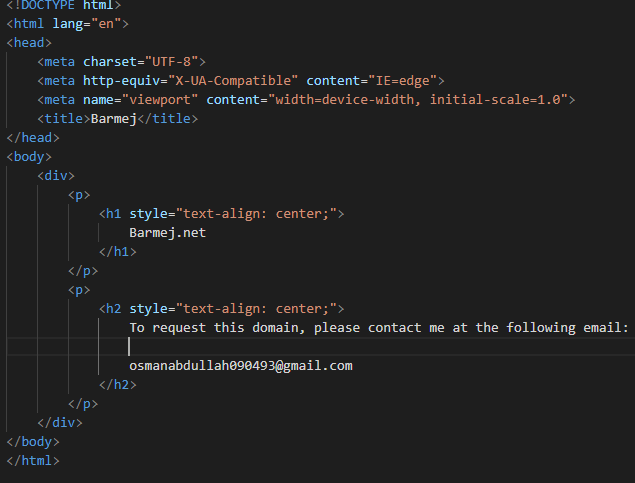 <!DOCTYPE html>
<html lang="en">
<head>
    <meta charset="UTF-8">
    <meta http-equiv="X-UA-Compatible" content="IE=edge">
    <meta name="viewport" content="width=device-width, initial-scale=1.0">
    <title>Barmej</title>
</head>
<body>
    <div>
        <p>
            <h1 style="text-align: center;">
                Barmej.net
            </h1>
        </p>
        <p>
            <h2 style="text-align: center;">
                To request this domain, please contact me at the following email:
                osmanabdullah090493@gmail.com
            </h2>
        </p>
    </div>
</body>
</html>